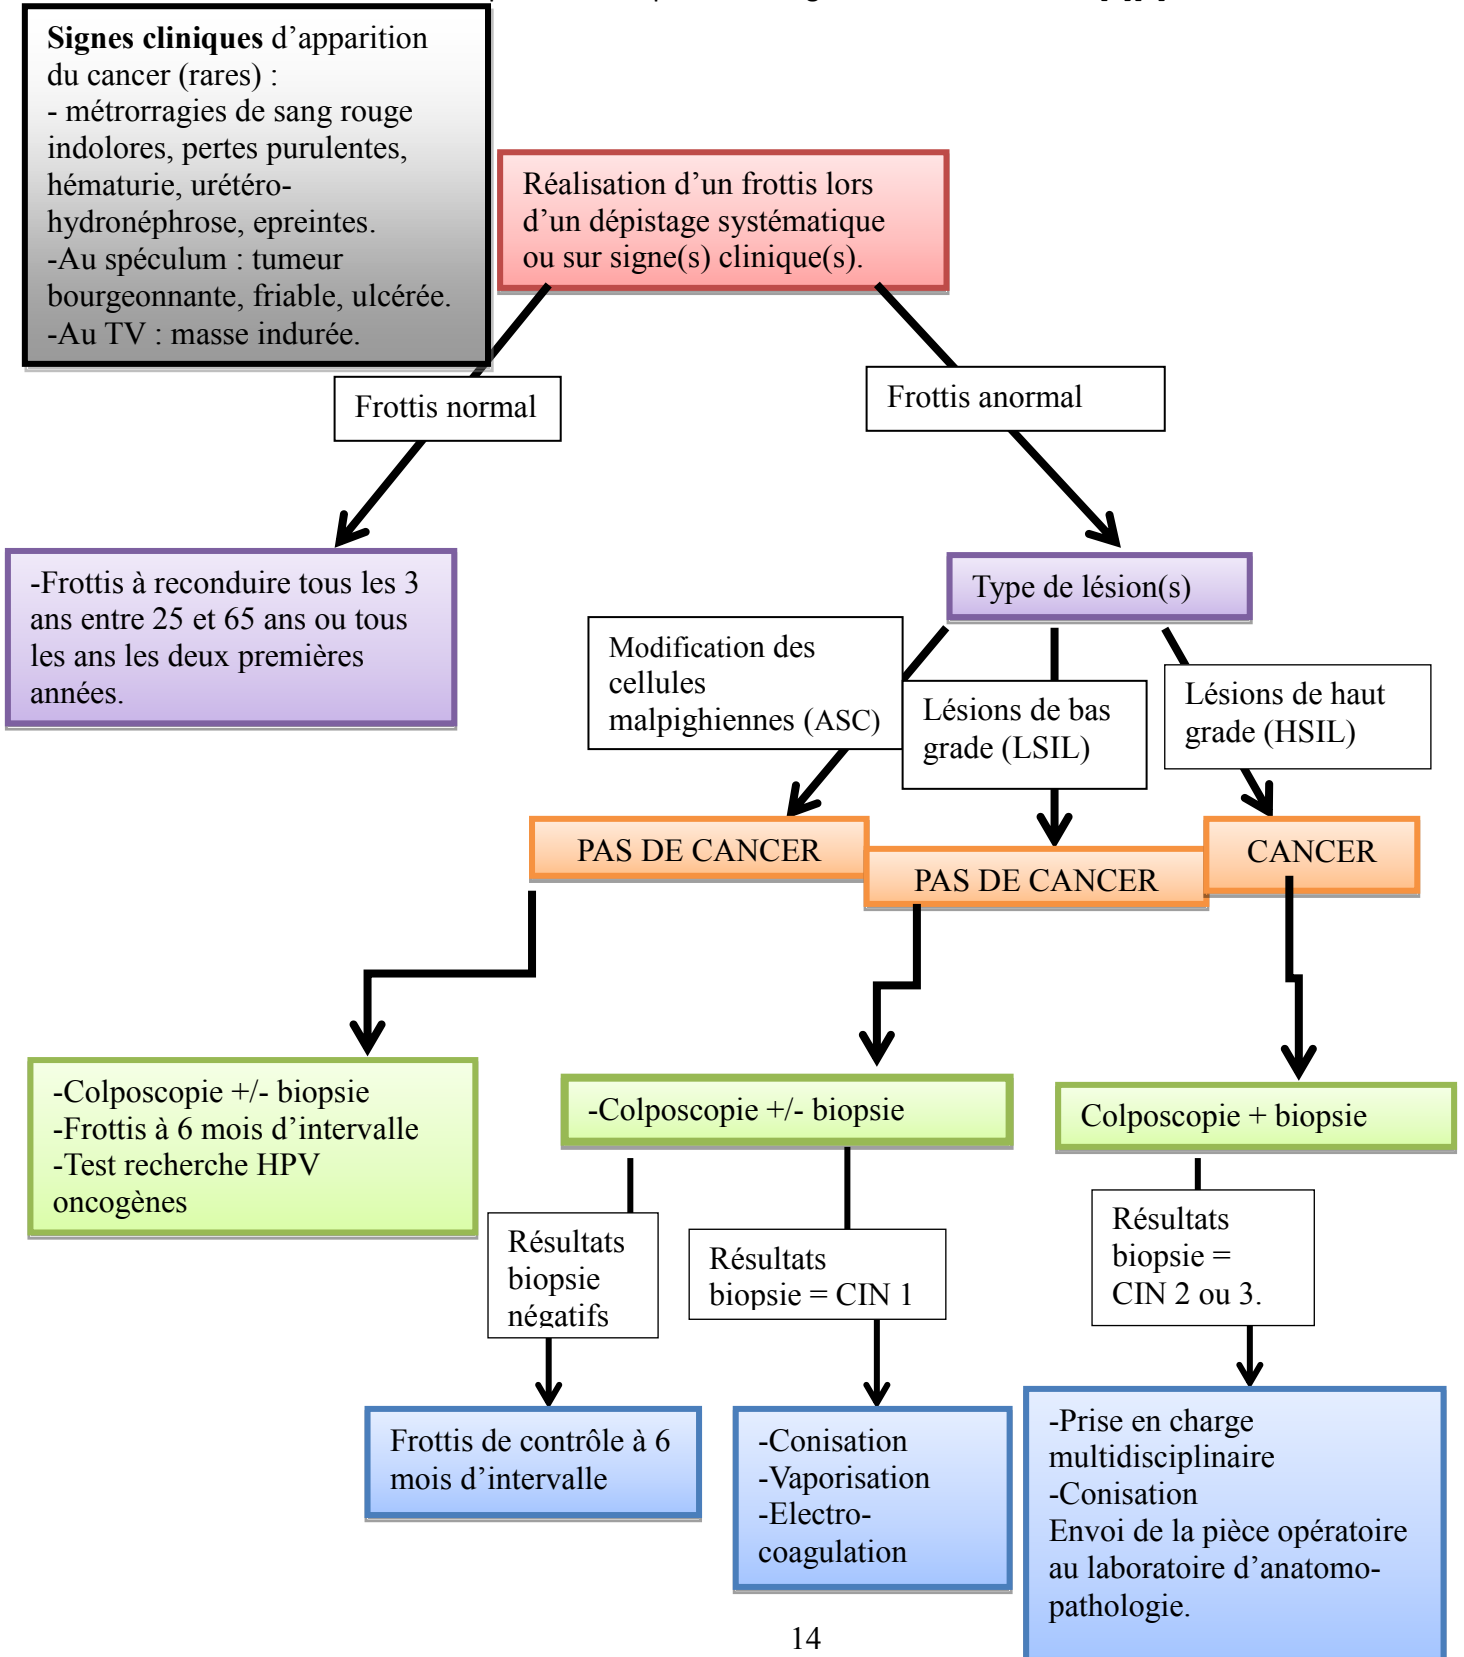 Signes cliniques d’apparition
du cancer (rares) :
- métrorragies de sang rouge
indolores, pertes purulentes,
hématurie, urétéro-
hydronéphrose, epreintes.
-Au spéculum : tumeur
bourgeonnante, friable, ulcérée.
-Au TV : masse indurée.
Réalisation d’un frottis lors
d’un dépistage systématique
ou sur signe(s) clinique(s).
Frottis normal
Frottis anormal
-Frottis à reconduire tous les 3
ans entre 25 et 65 ans ou tous
les ans les deux premières
années.
Type de lésion(s)
Modification des
cellules
malpighiennes (ASC)
Lésions de bas
grade (LSIL)
Lésions de haut
grade (HSIL)
PAS DE CANCER
PAS DE CANCER
CANCER
-Colposcopie +/- biopsie
-Frottis à 6 mois d’intervalle
-Test recherche HPV
oncogènes
-Colposcopie +/- biopsie
Colposcopie + biopsie
Résultats
biopsie
négatifs
Résultats
biopsie = CIN 1
Résultats
biopsie =
CIN 2 ou 3.
Frottis de contrôle à 6
mois d’intervalle
-Conisation
-Vaporisation
-Electro-
coagulation
-Prise en charge
multidisciplinaire
-Conisation
Envoi de la pièce opératoire
au laboratoire d’anatomo-
pathologie.
14